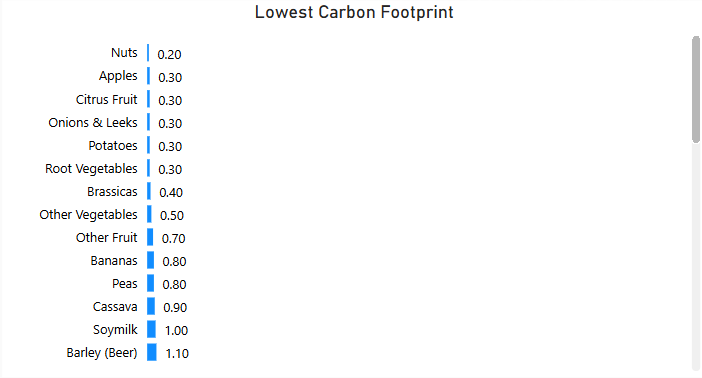 Lowest Carbon Footprint
Nuts 0.20
Apples 0.30
Citrus Fruit 0.30
Onions & Leeks 0.30
Potatoes 0.30
Root Vegetables 0.30
Brassicas 0.40
Other Vegetables 0.50
Other Fruit 0.70
Bananas 0.80
Peas 0.80
Cassava 0.90
Soymilk 1.00
Barley (Beer) 1.10